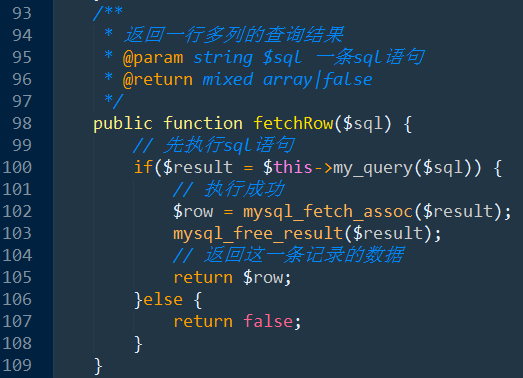 93 /**
94 * 返回一行多列的查询结果
95 * @param string $sql 一条sql语句
96 * @return mixed array|false
97 */
98 public function fetchRow($sql) {
99 // 先执行sql语句
100 if($result = $this->my_query($sql)) {
101 // 执行成功
102 $row = mysql_fetch_assoc($result);
103 mysql_free_result($result);
104 // 返回这一条记录的数据
105 return $row;
106 }else {
107 return false;
108 }
109 }